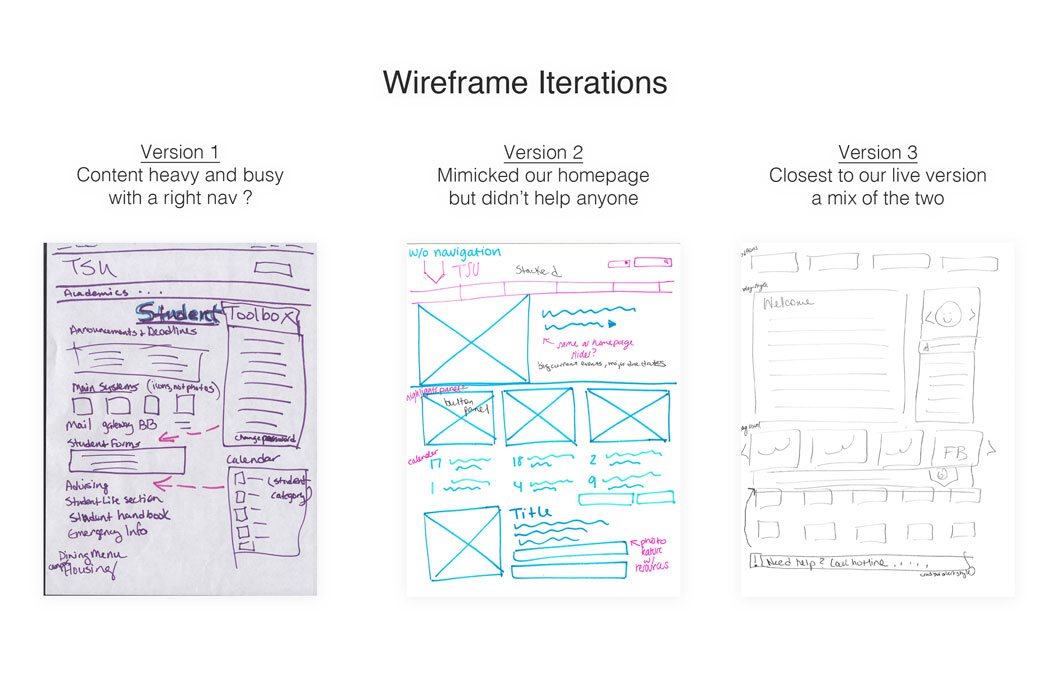 Wireframe Iterations
Version 1
Content heavy and busy
with a right nav ?
Version 2
Mimicked our homepage
but didn't help anyone
Version 3
Closest to our live version
a mix of the two
TSU
Academics . . .
Student Toolbox
Announcements & Deadlines
Main Systems (icons, not photos)
Mail gateway BB
Student Forms
change password
Calendar
(student
category)
Advising
Student Life section
Student handbook
Emergency Info
Dining Menu
campus Housing
w/o navigation
TSU
Stacked
same as homepage
slides?
big current events, major due dates
highlight/panel
button
panel
calendar
17 18 2
1 4 9
Title
photo
feature
w/
resources
Welcome
FB
Need help? Call hotline . . . . .